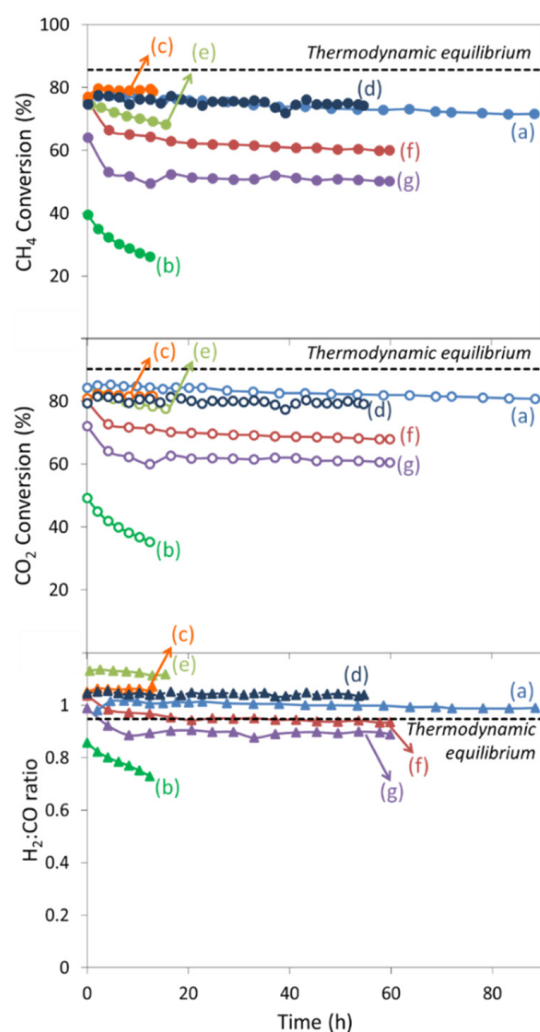 100
80
60
40
20
CH₄ Conversion (%)
Thermodynamic equilibrium
(c)
(e)
(d)
(a)
(f)
(g)
(b)
80
60
40
20
CO₂ Conversion (%)
Thermodynamic equilibrium
(c)
(e)
(d)
(a)
(f)
(g)
(b)
1
0.8
0.6
0.4
0.2
0
H₂:CO ratio
(c)
(e)
(d)
(a)
Thermodynamic
equilibrium
(f)
(g)
(b)
0
20
40
60
80
Time (h)